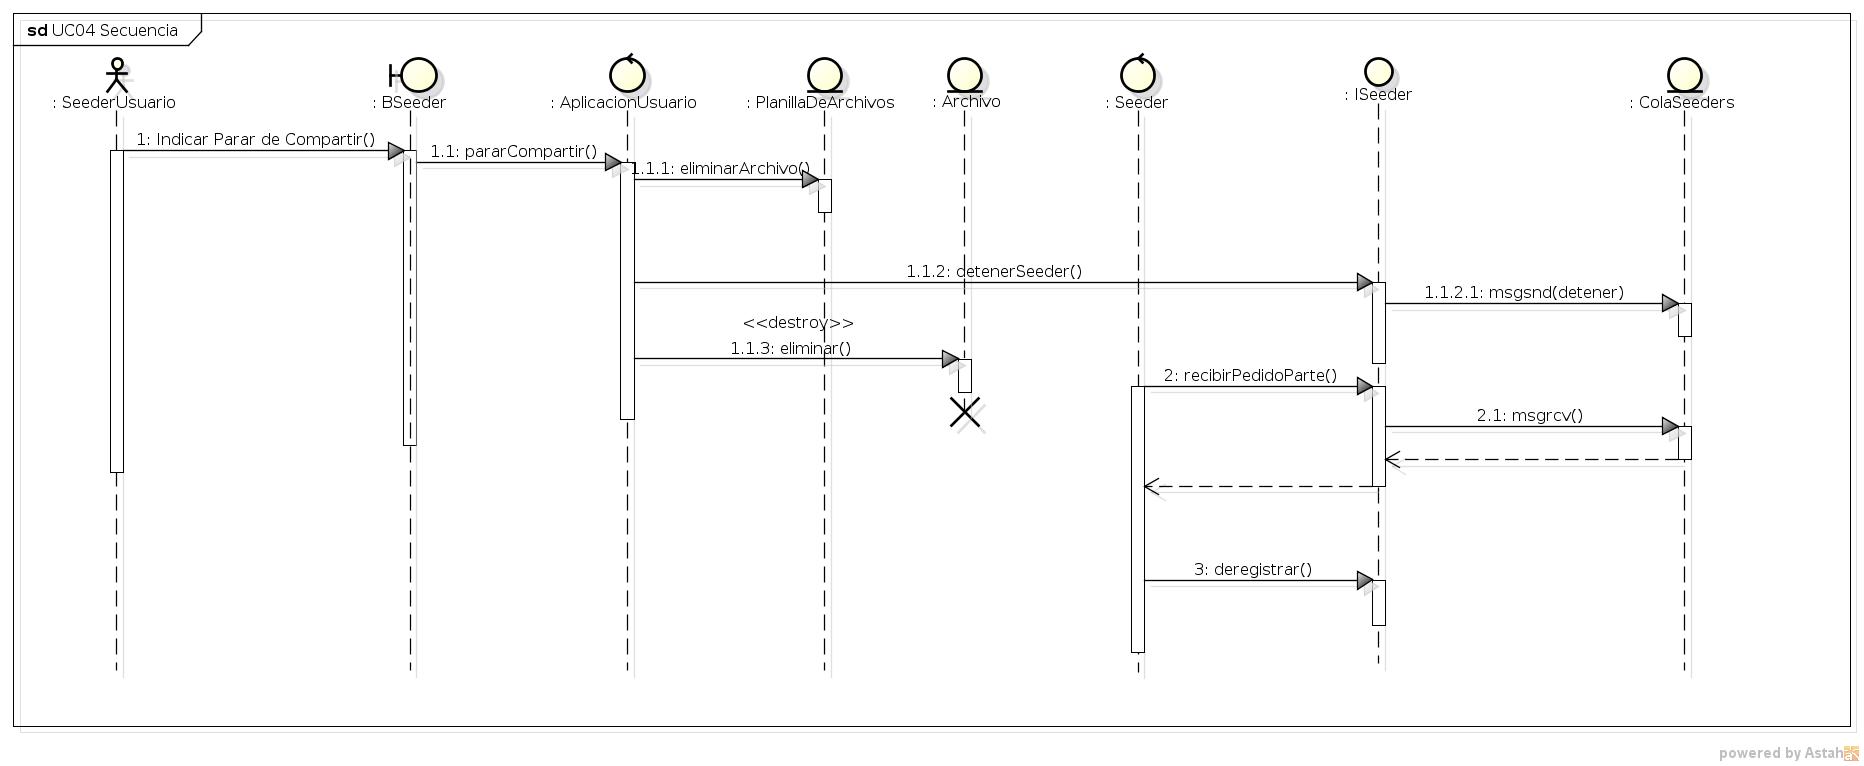 sd UC04 Secuencia
: SeederUsuario
: BSeeder
: AplicacionUsuario
: PlanillaDeArchivos
: Archivo
: Seeder
: ISeeder
: ColaSeeders
1: Indicar Parar de Compartir()
1.1: pararCompartir()
1.1.1: eliminarArchivo()
1.1.2: detenerSeeder()
1.1.2.1: msgsnd(detener)
<<destroy>>
1.1.3: eliminar()
2: recibirPedidoParte()
2.1: msgrcv()
3: deregistrar()
powered by Astah